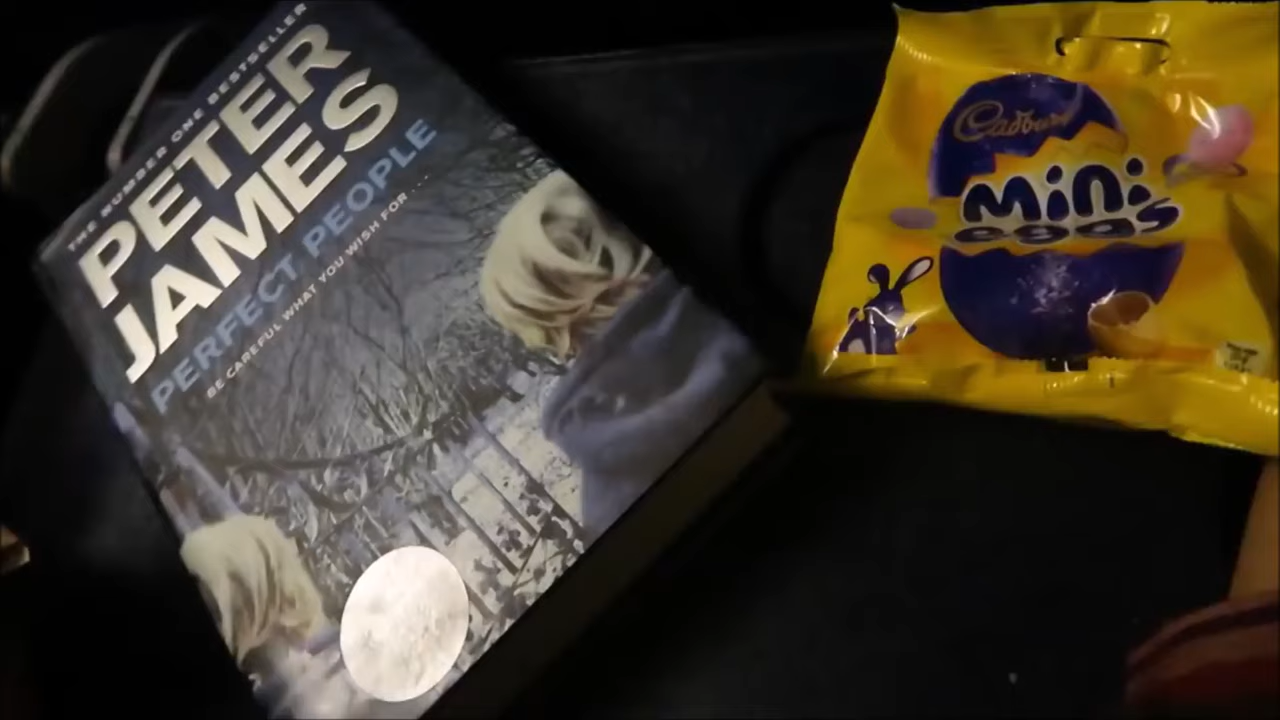 THE NUMBER ONE BESTSELLER
PETER
JAMES
PERFECT PEOPLE
BE CAREFUL WHAT YOU WISH FOR...
Cadbury
mini
eggs